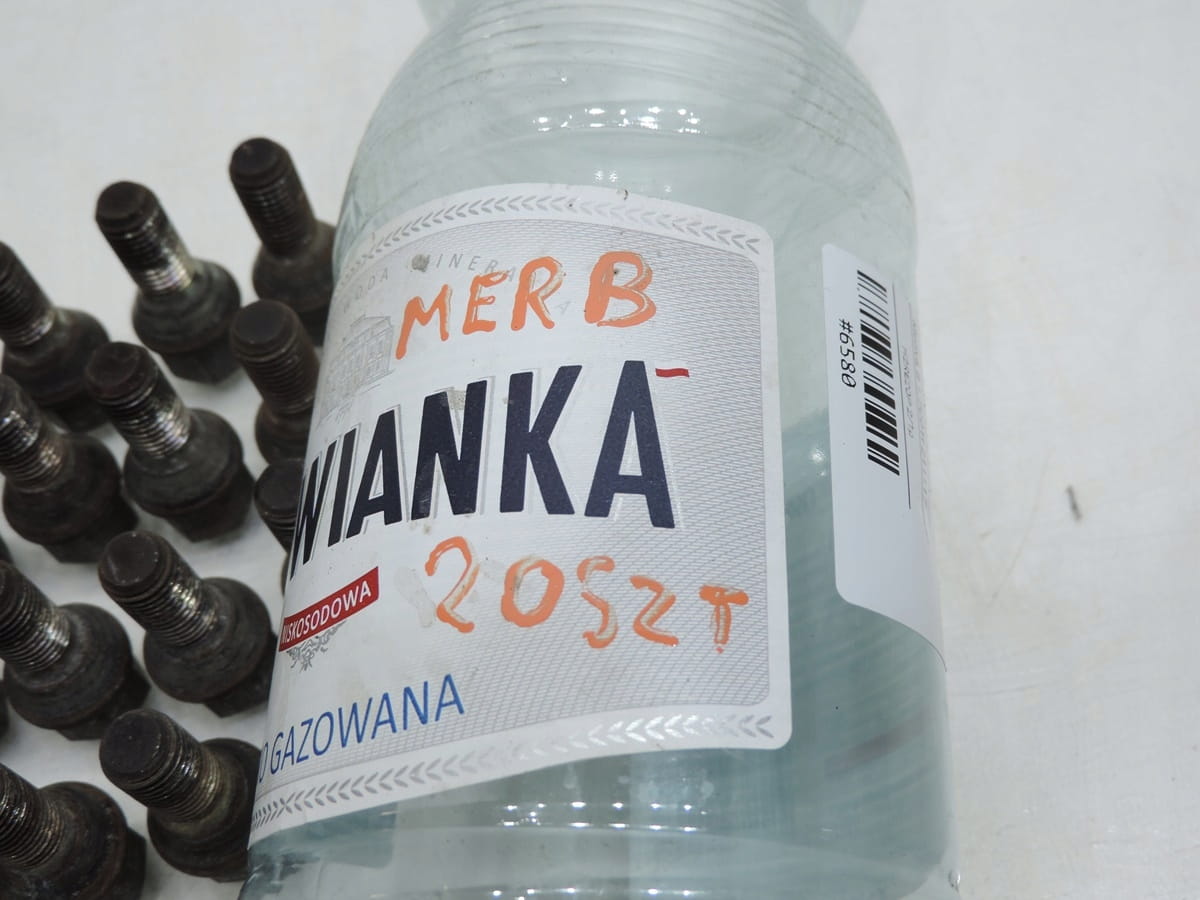 MERB
WIANKA
NISKOSODOWA
20SZT
O GAZOWANA
#6580